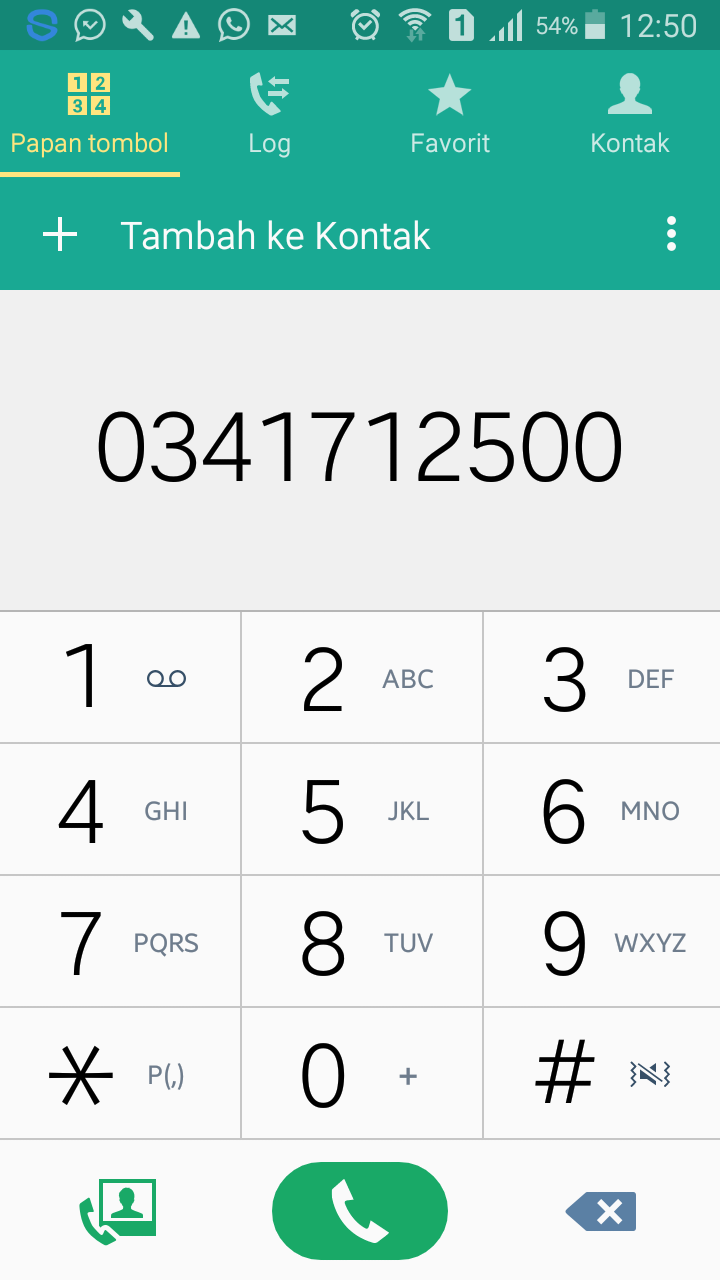 1 54% 12:50
1 2
3 4
Papan tombol Log Favorit Kontak
+ Tambah ke Kontak
0341712500
1 2 ABC 3 DEF
4 GHI 5 JKL 6 MNO
7 PQRS 8 TUV 9 WXYZ
* P(,) 0 + #